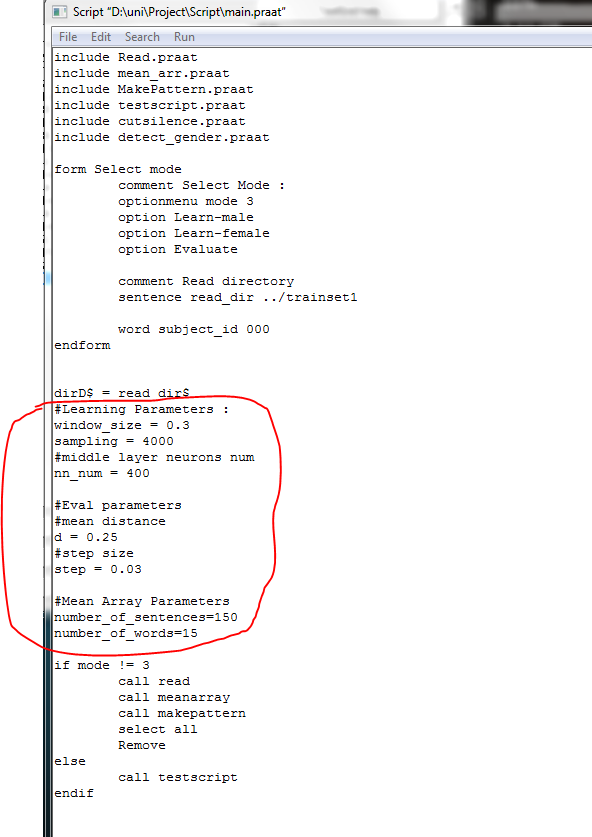 Script "D:\uni\Project\Script\main.praat"
File Edit Search Run
include Read.praat
include mean_arr.praat
include MakePattern.praat
include testscript.praat
include cutsilence.praat
include detect_gender.praat
form Select mode
comment Select Mode :
optionmenu mode 3
option Learn-male
option Learn-female
option Evaluate
comment Read directory
sentence read_dir ../trainset1
word subject_id 000
endform
dirD$ = read_dir$
#Learning Parameters :
window_size = 0.3
sampling = 4000
#middle layer neurons num
nn_num = 400
#Eval parameters
#mean distance
d = 0.25
#step size
step = 0.03
#Mean Array Parameters
number_of_sentences=150
number_of_words=15
if mode != 3
call read
call meanarray
call makepattern
select all
Remove
else
call testscript
endif